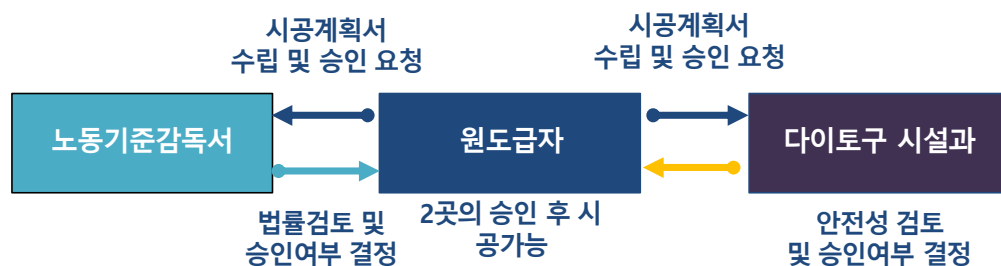 시공계획서
수립 및 승인 요청
시공계획서
수립 및 승인 요청
노동기준감독서
원도급자
다이토구 시설과
법률검토 및
승인여부 결정
2곳의 승인 후 시
공가능
안전성 검토
및 승인여부 결정